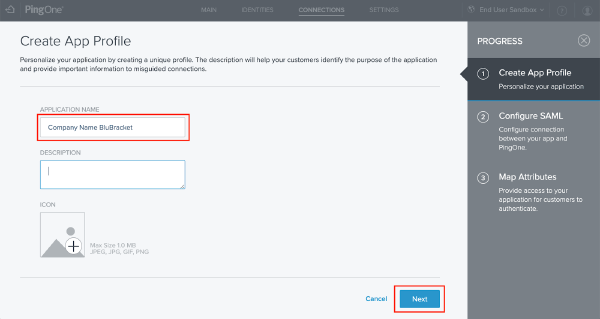 PingOne
MAIN
IDENTITIES
CONNECTIONS
SETTINGS
End User Sandbox
Create App Profile
Personalize your application by creating a unique profile. The description will help your customers identify the purpose of the application
and provide important information to misguided connections.
APPLICATION NAME
Company Name BluBracket
DESCRIPTION
ICON
Max Size 1.0 MB
JPEG, JPG, GIF, PNG
Cancel
Next
PROGRESS
1
Create App Profile
Personalize your application
2
Configure SAML
Configure connection
between your app and
PingOne.
3
Map Attributes
Provide access to your
application for customers to
authenticate.